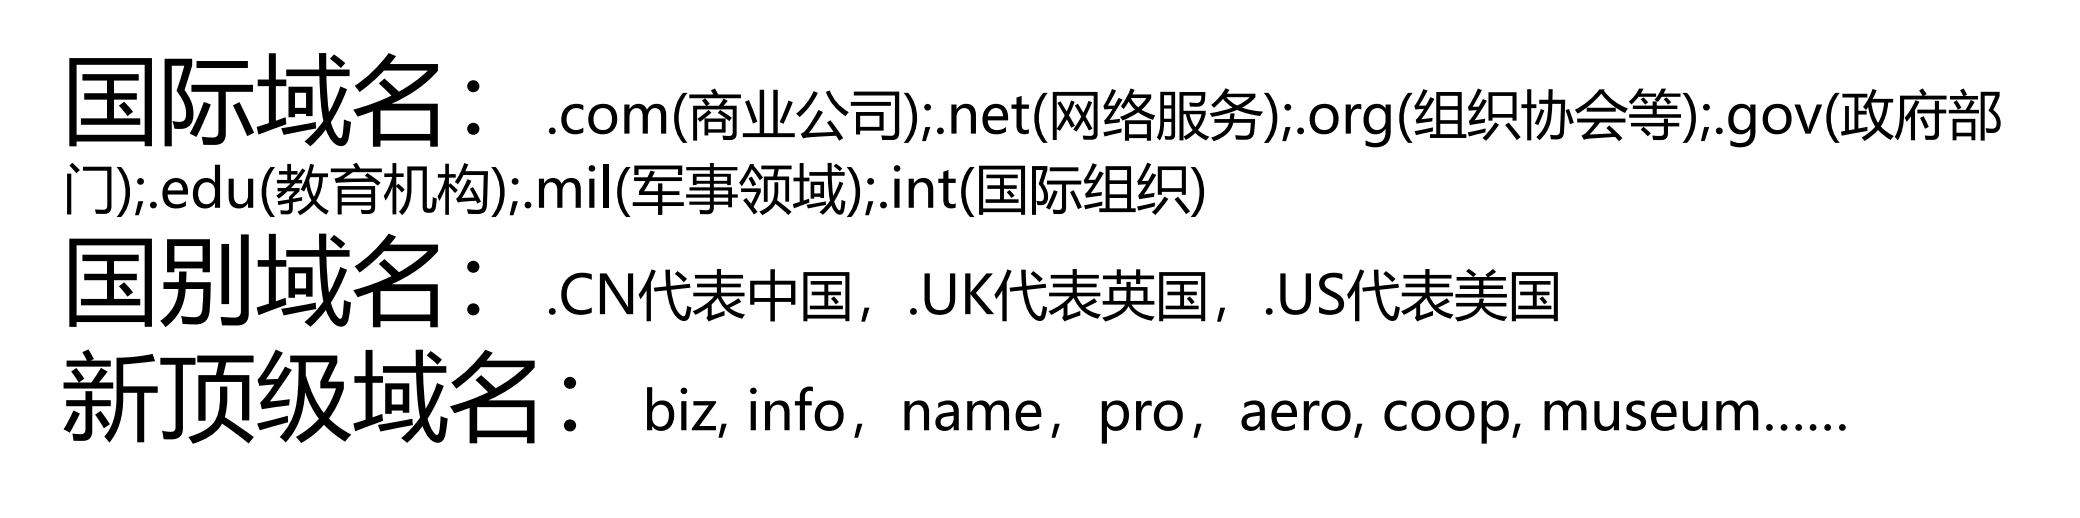 国际域名：.com(商业公司);.net(网络服务);.org(组织协会等);.gov(政府部
门);.edu(教育机构);.mil(军事领域);.int(国际组织)
国别域名：.CN代表中国，.UK代表英国，.US代表美国
新顶级域名：biz, info，name，pro，aero, coop, museum……